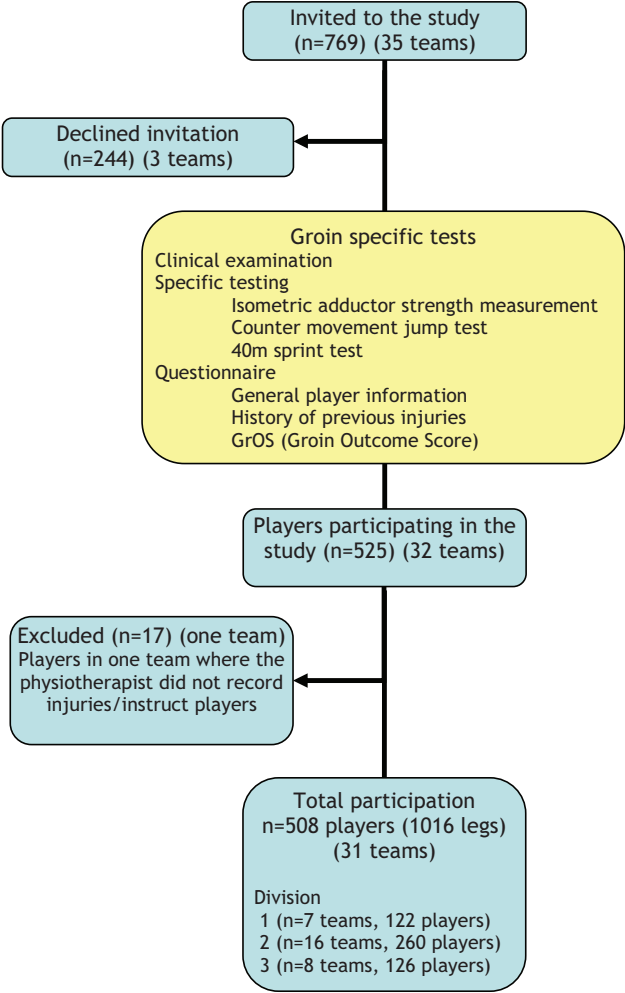 Invited to the study
(n=769) (35 teams)
Declined invitation
(n=244) (3 teams)
Groin specific tests
Clinical examination
Specific testing
Isometric adductor strength measurement
Counter movement jump test
40m sprint test
Questionnaire
General player information
History of previous injuries
GrOS (Groin Outcome Score)
Players participating in the
study (n=525) (32 teams)
Excluded (n=17) (one team)
Players in one team where the
physiotherapist did not record
injuries/instruct players
Total participation
n=508 players (1016 legs)
(31 teams)
Division
1 (n=7 teams, 122 players)
2 (n=16 teams, 260 players)
3 (n=8 teams, 126 players)